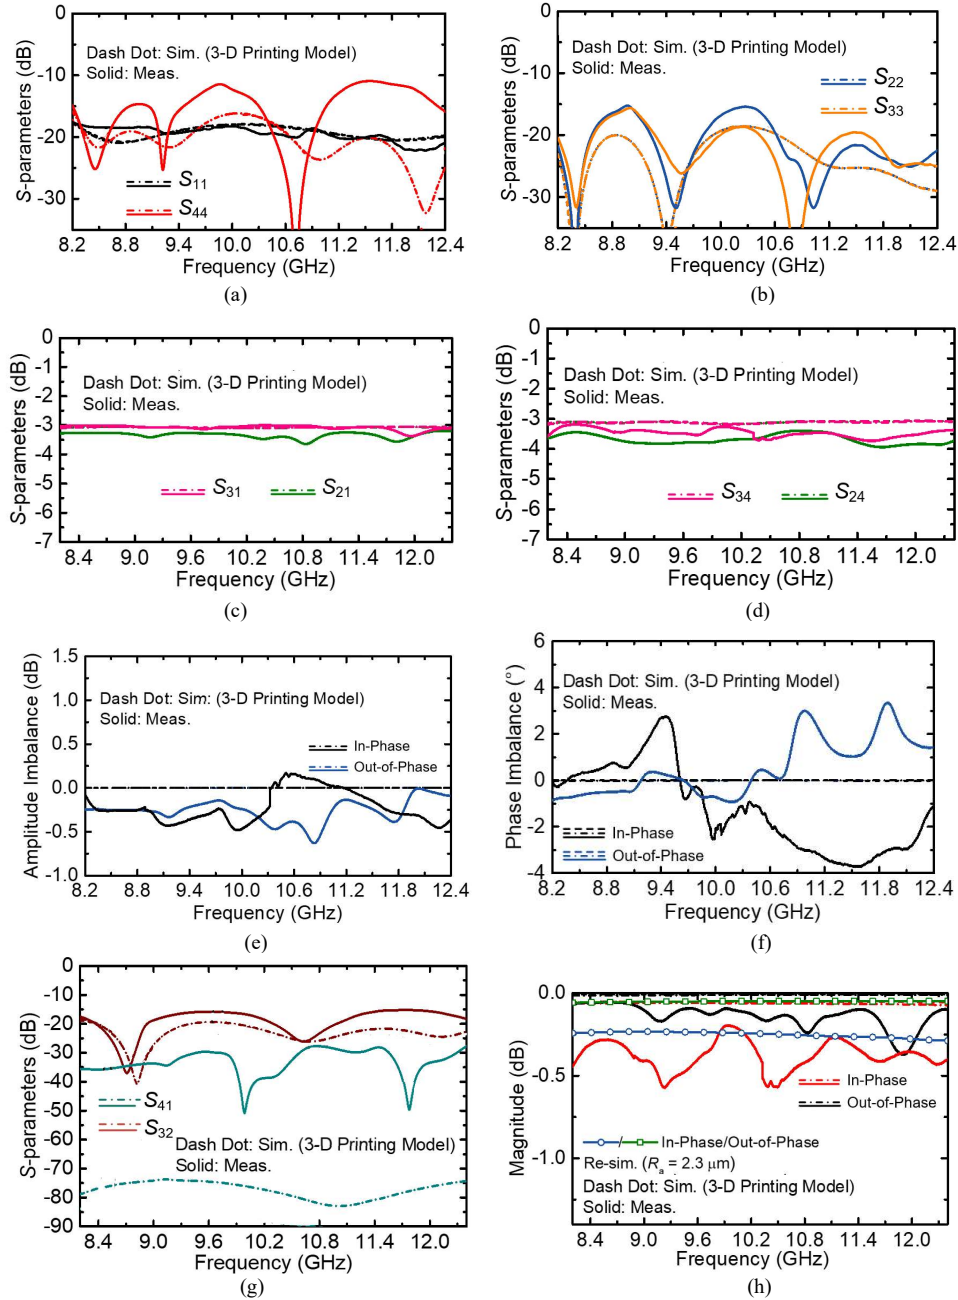 0
-10
-20
-30
S-parameters (dB)
Dash Dot: Sim. (3-D Printing Model)
Solid: Meas.
S11
S44
8.2 8.8 9.4 10.0 10.6 11.2 11.8 12.4
Frequency (GHz)
(a)
0
-10
-20
-30
S-parameters (dB)
Dash Dot: Sim. (3-D Printing Model)
Solid: Meas.
S22
S33
8.2 8.8 9.4 10.0 10.6 11.2 11.8 12.4
Frequency (GHz)
(b)
0
-1
-2
-3
-4
-5
-6
-7
S-parameters (dB)
Dash Dot: Sim. (3-D Printing Model)
Solid: Meas.
S31 S21
8.4 9.0 9.6 10.2 10.8 11.4 12.0
Frequency (GHz)
(c)
0
-1
-2
-3
-4
-5
-6
-7
S-parameters (dB)
Dash Dot: Sim. (3-D Printing Model)
Solid: Meas.
S34 S24
8.4 9.0 9.6 10.2 10.8 11.4 12.0
Frequency (GHz)
(d)
1.5
1.0
0.5
0.0
-0.5
-1.0
Amplitude Imbalance (dB)
Dash Dot: Sim: (3-D Printing Model)
Solid: Meas.
In-Phase
Out-of-Phase
8.2 8.8 9.4 10.0 10.6 11.2 11.8 12.4
Frequency (GHz)
(e)
6
4
2
0
-2
-4
Phase Imbalance (°)
Dash Dot: Sim. (3-D Printing Model)
Solid: Meas.
In-Phase
Out-of-Phase
8.2 8.8 9.4 10.0 10.6 11.2 11.8 12.4
Frequency (GHz)
(f)
0
-10
-20
-30
-40
-50
-60
-70
-80
-90
S-parameters (dB)
S41
S32
Dash Dot: Sim. (3-D Printing Model)
Solid: Meas.
8.4 9.0 9.6 10.2 10.8 11.4 12.0
Frequency (GHz)
(g)
0.0
-0.5
-1.0
Magnitude (dB)
In-Phase
Out-of-Phase
/ In-Phase/Out-of-Phase
Re-sim. (Ra = 2.3 μm)
Dash Dot: Sim. (3-D Printing Model)
Solid: Meas.
8.4 9.0 9.6 10.2 10.8 11.4 12.0
Frequency (GHz)
(h)